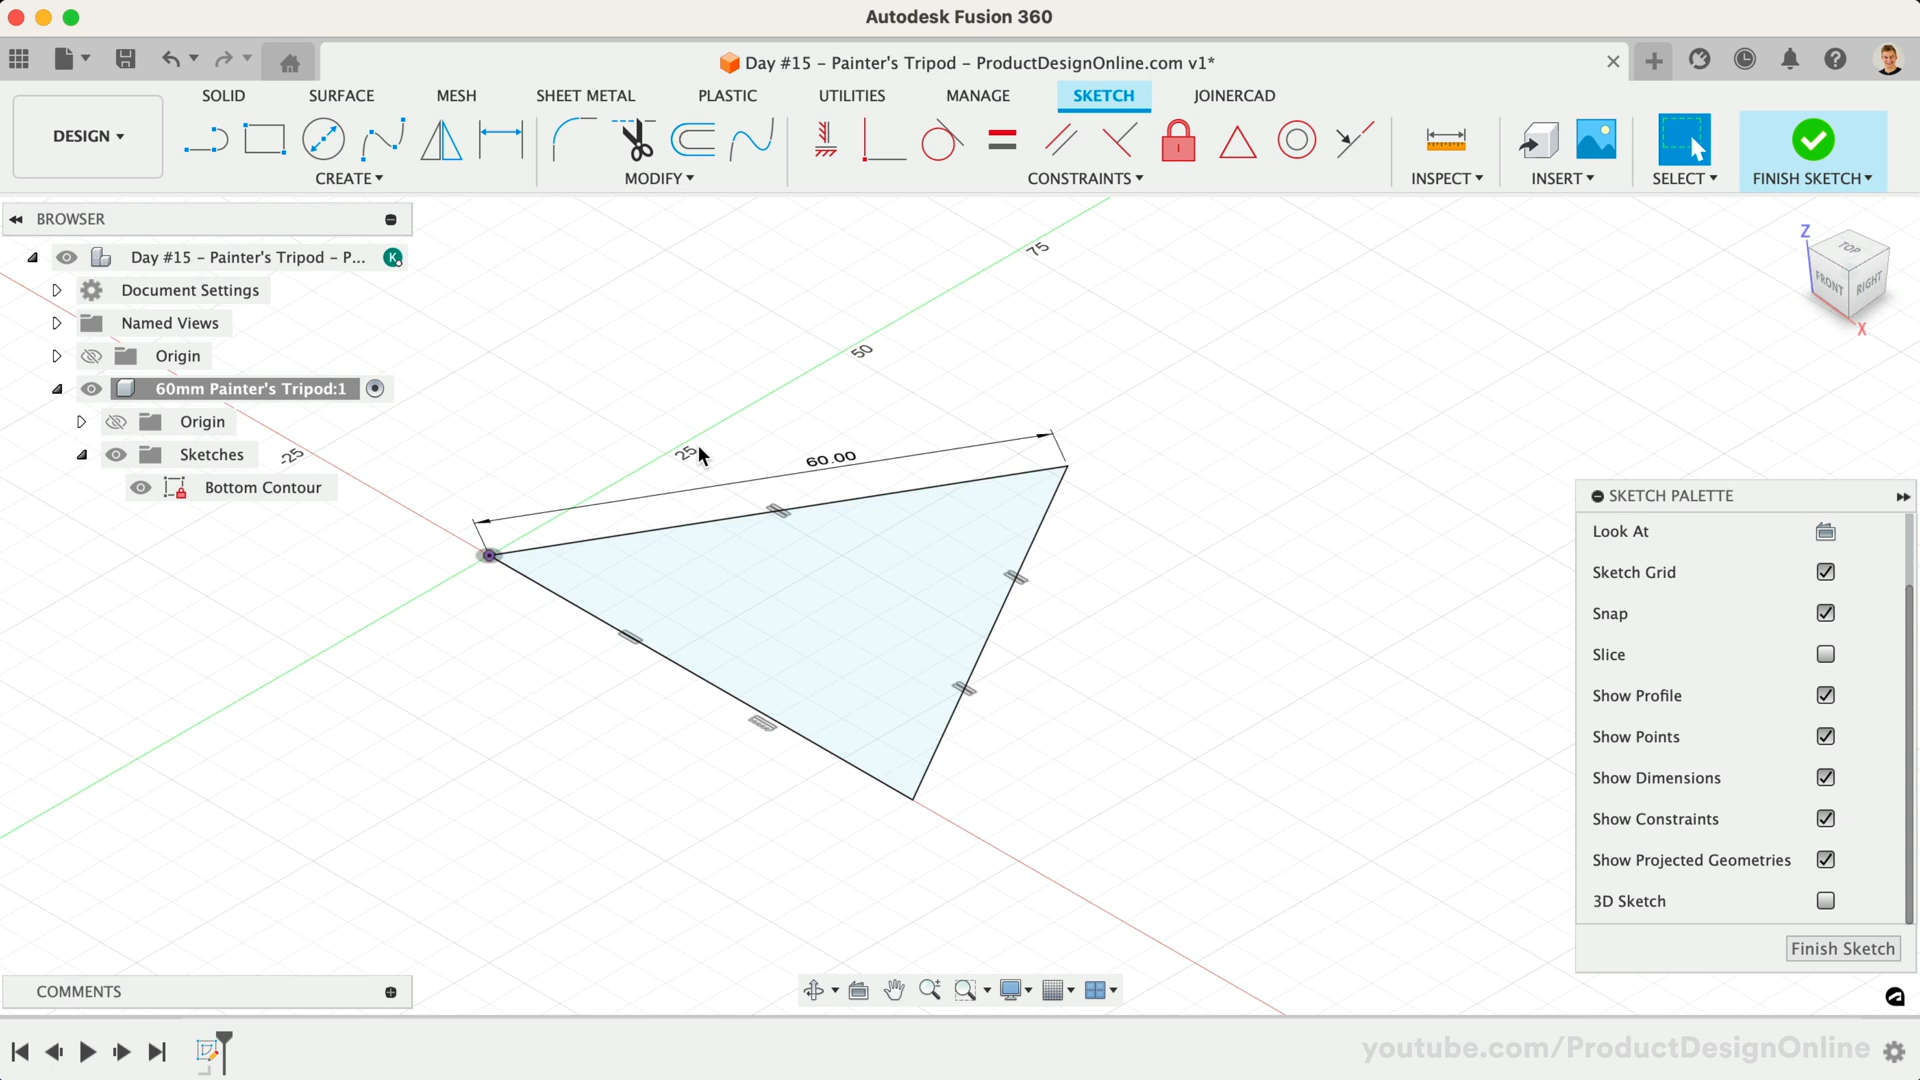 Autodesk Fusion 360
Day #15 – Painter's Tripod – ProductDesignOnline.com v1*
SOLID SURFACE MESH SHEET METAL PLASTIC UTILITIES MANAGE SKETCH JOINERCAD
DESIGN
CREATE MODIFY CONSTRAINTS INSPECT INSERT SELECT FINISH SKETCH
BROWSER
Day #15 – Painter's Tripod – P...
K
Document Settings
Named Views
Origin
60mm Painter's Tripod:1
Origin
Sketches
Bottom Contour
-25
25
50
75
60.00
Z
TOP
FRONT
RIGHT
X
SKETCH PALETTE
Look At
Sketch Grid
Snap
Slice
Show Profile
Show Points
Show Dimensions
Show Constraints
Show Projected Geometries
3D Sketch
Finish Sketch
COMMENTS
youtube.com/ProductDesignOnline